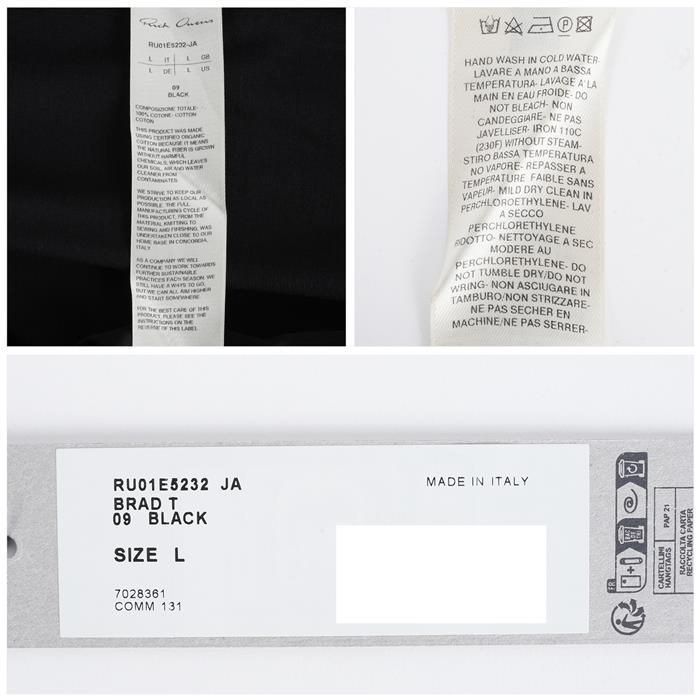 Rick Owens
RU01E5232-JA
L IT L GB
L DE L US
09
BLACK
COMPOSIZIONE TOTALE-
100% COTONE- COTTON
COTON
THIS PRODUCT WAS MADE
USING CERTIFIED ORGANIC
COTTON BECAUSE IT MEANS
THE NATURAL FIBER IS GROWN
WITHOUT HARMFUL
CHEMICALS, WHICH LEAVES
OUR SOIL, AIR AND WATER
CLEANER FROM
CONTAMINATES
WE STRIVE TO KEEP OUR
PRODUCTION AS LOCAL AS
POSSIBLE. THE FULL
MANUFACTURING CYCLE OF
THIS PRODUCT, FROM THE
MATERIAL KNITTING TO
SEWING AND FINISHING, WAS
UNDERTAKEN CLOSE TO OUR
HOME BASE IN CONCORDIA,
ITALY
AS A COMPANY WE WILL
CONTINUE TO WORK TOWARDS
FURTHER SUSTAINABLE
PRACTICES EACH SEASON. WE
STILL HAVE A WAYS TO GO,
BUT WE CAN ALL AIM HIGHER
AND START SOMEWHERE
FOR THE BEST CARE OF THIS
PRODUCT, PLEASE SEE THE
INSTRUCTIONS ON THE
REVERSE OF THIS LABEL
HAND WASH IN COLD WATER-
LAVARE A MANO A BASSA
TEMPERATURA- LAVAGE A LA
MAIN EN EAU FROIDE- DO
NOT BLEACH- NON
CANDEGGIARE- NE PAS
JAVELLISER- IRON 110C
(230F) WITHOUT STEAM-
STIRO BASSA TEMPERATURA
NO VAPORE- REPASSER A
TEMPERATURE FAIBLE SANS
VAPEUR- MILD DRY CLEAN IN
PERCHLOROETHYLENE- LAV
A SECCO
PERCHLORETHYLENE
RIDOTTO- NETTOYAGE A SEC
MODERE AU
PERCHLOROETHYLENE- DO
NOT TUMBLE DRY/DO NOT
WRING- NON ASCIUGARE IN
TAMBURO/NON STRIZZARE-
NE PAS SECHER EN
MACHINE/NE PAS SERRER-
RU01E5232 JA
BRAD T
09 BLACK
SIZE L
7028361
COMM 131
MADE IN ITALY
FR
BAC DE TRI
CARTELLINI
HANGTAGS
PAP 21
RACCOLTA CARTA
RECYCLING PAPER